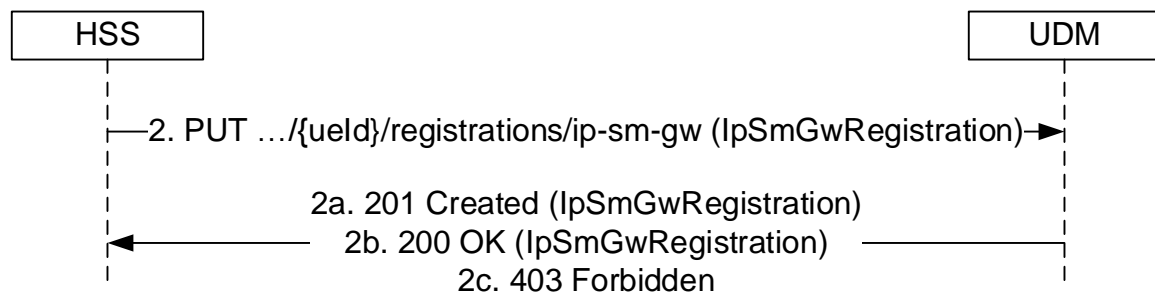 HSS
UDM
2. PUT …/{ueId}/registrations/ip-sm-gw (IpSmGwRegistration)
2a. 201 Created (IpSmGwRegistration)
2b. 200 OK (IpSmGwRegistration)
2c. 403 Forbidden